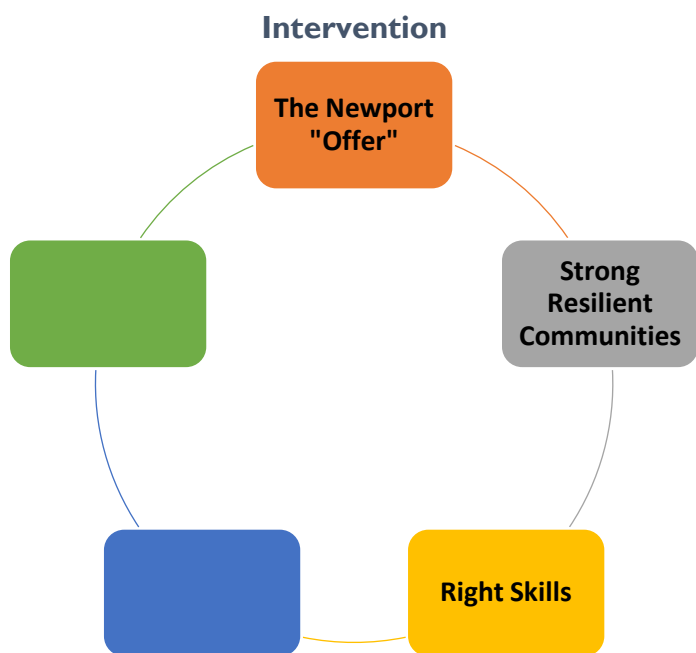 Intervention
The Newport
"Offer"
Strong
Resilient
Communities
Right Skills